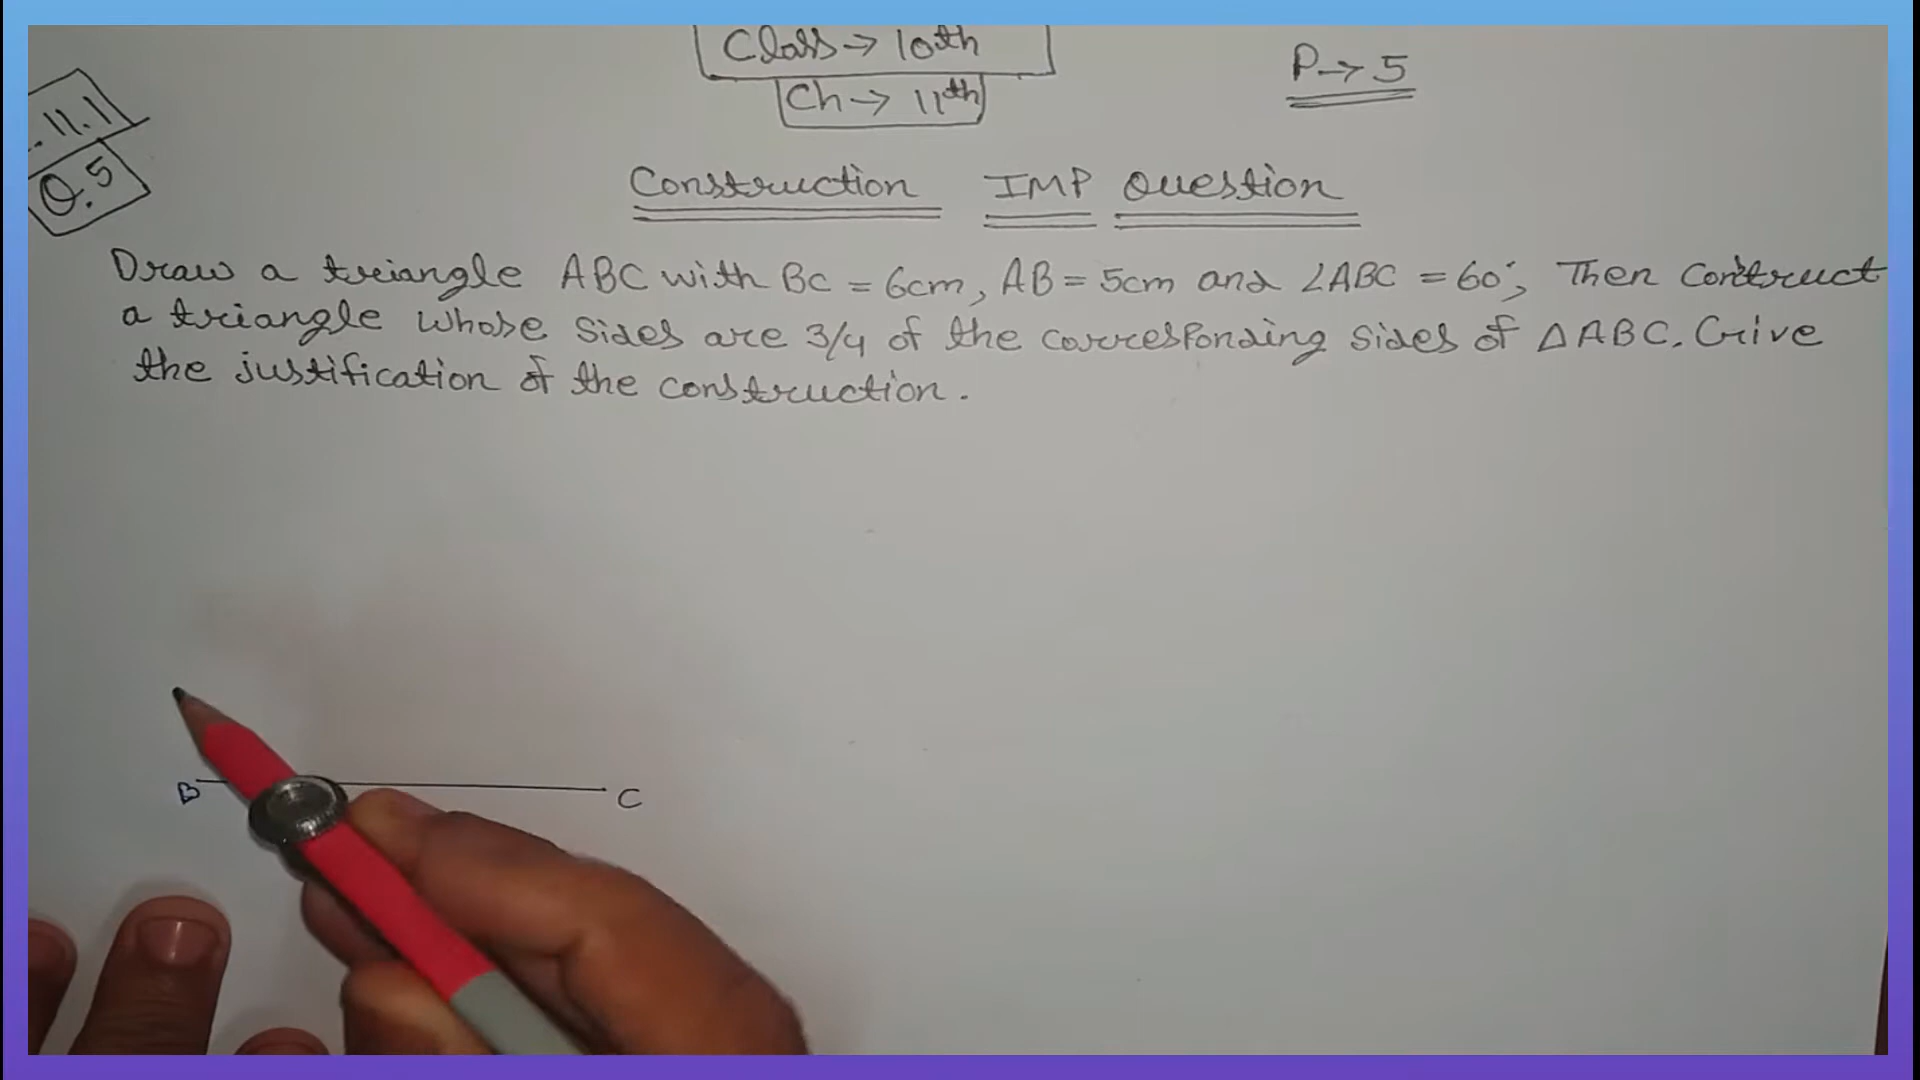 Class → 10th
Ch → 11th
P → 5
. 11.1
Q.5
Construction IMP Question
Draw a triangle ABC with BC = 6cm, AB = 5cm and ∠ABC = 60°, Then Contruct
a triangle whose sides are 3/4 of the corresponding sides of △ABC. Give
the justification of the construction.
B
C